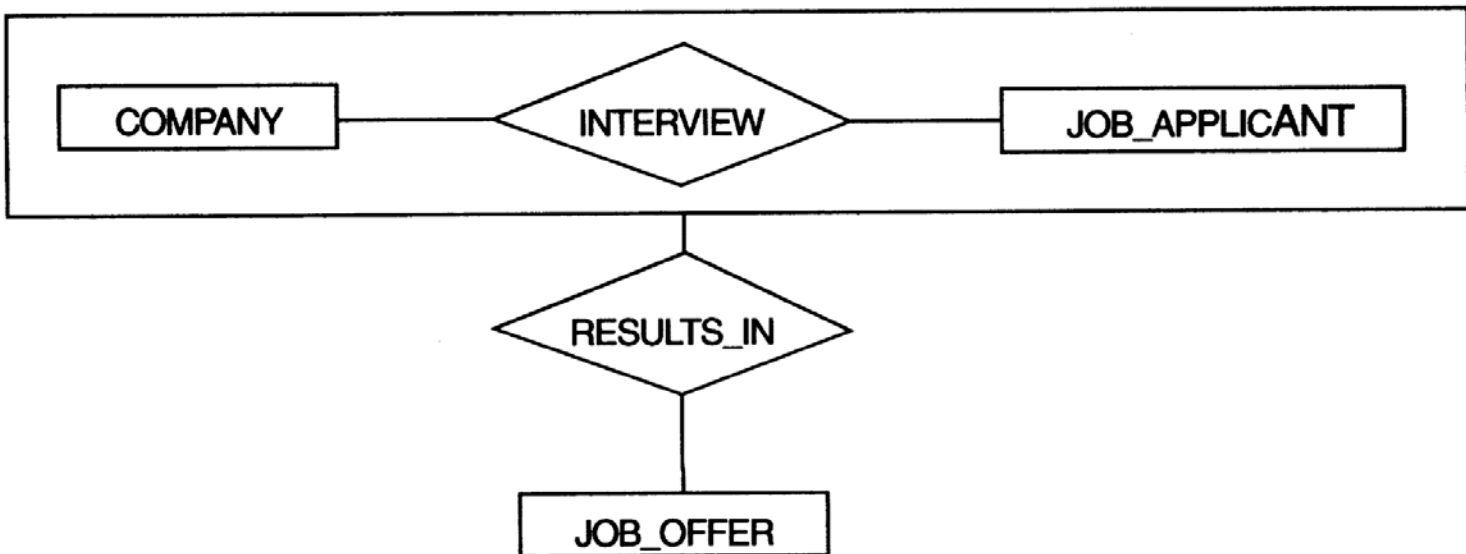 COMPANY
INTERVIEW
JOB_APPLICANT
RESULTS_IN
JOB_OFFER